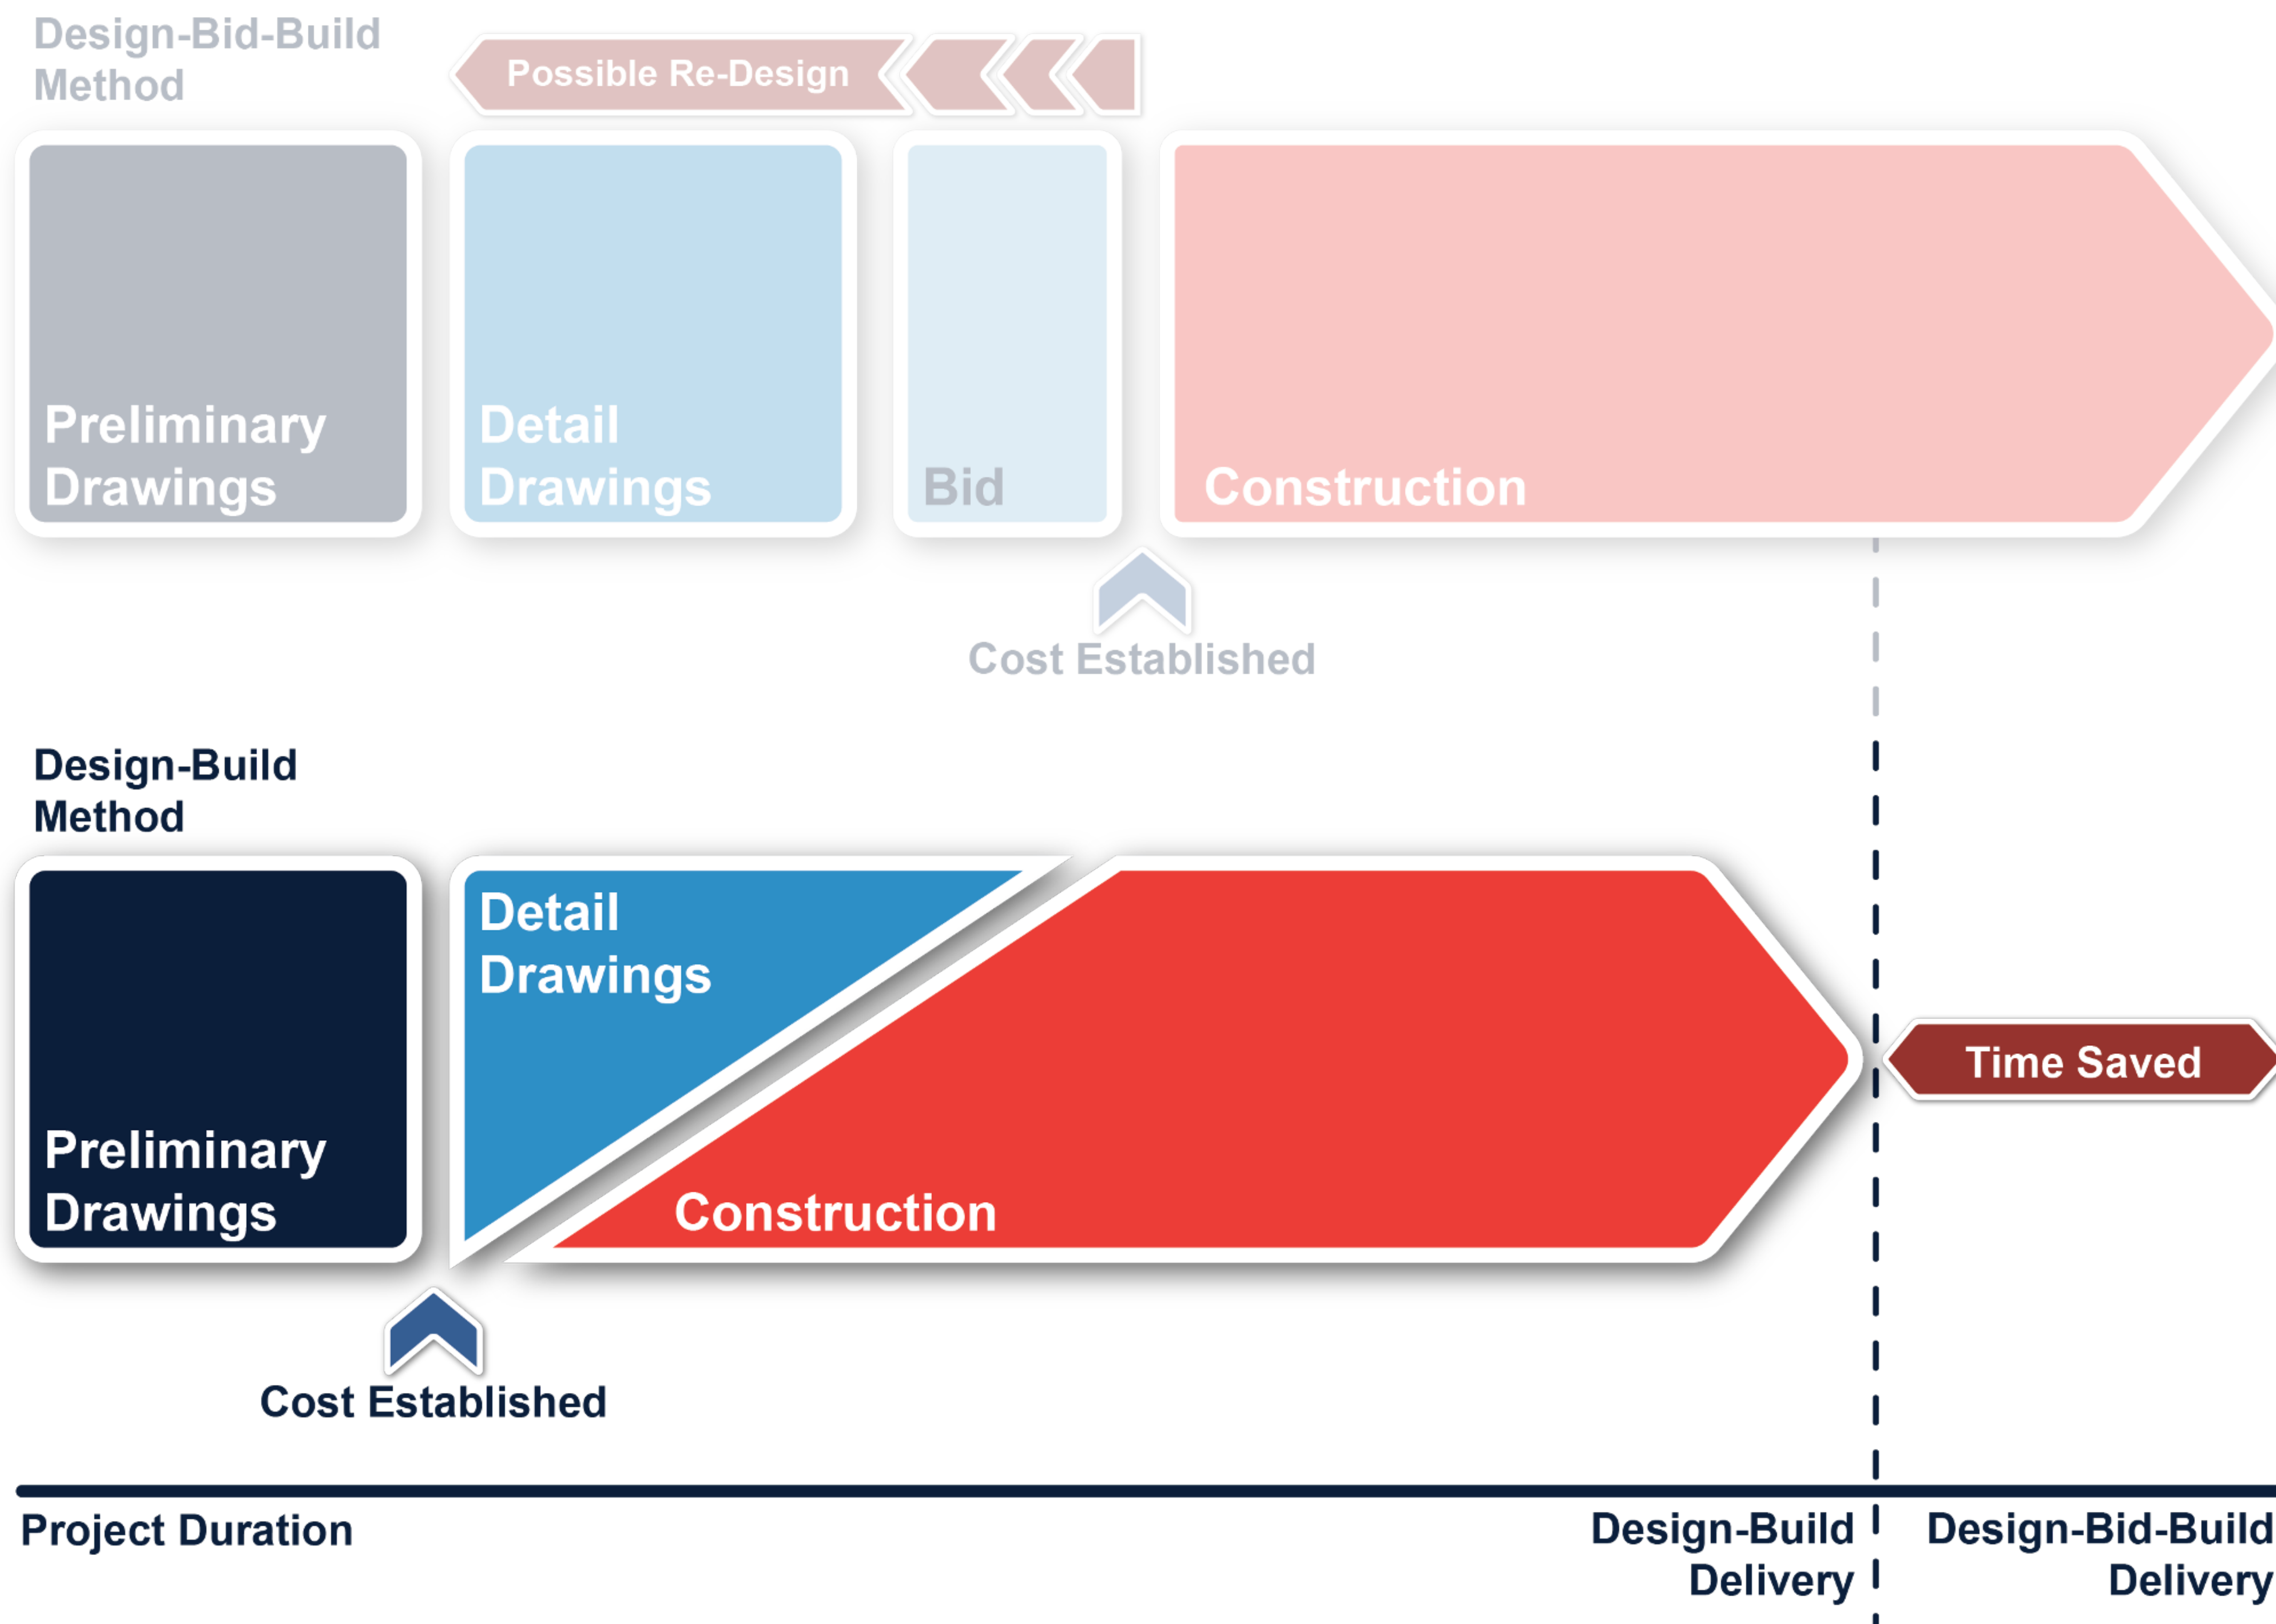 Design-Bid-Build
Method
Possible Re-Design
Preliminary
Drawings
Detail
Drawings
Bid
Construction
Cost Established
Design-Build
Method
Detail
Drawings
Preliminary
Drawings
Construction
Time Saved
Cost Established
Project Duration
Design-Build
Delivery
Design-Bid-Build
Delivery